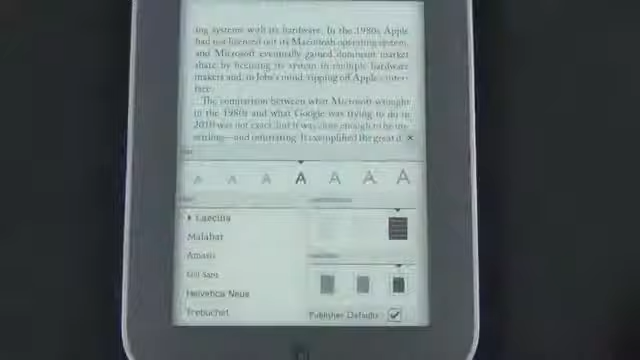 ing systems with its hardware. In the 1980s Apple
had not licensed out its Macintosh operating system,
and Microsoft eventually gained dominant market
share by licensing its system to multiple hardware
makers and, in Jobs's mind, ripping off Apple's inter-
face.
The comparison between what Microsoft wrought
in the 1980s and what Google was trying to do in
2010 was not exact, but it was close enough to be un-
settling—and infuriating. It exemplified the great d
A A A A A A A
Caecilia
Malabar
Amasis
Gill Sans
Helvetica Neue
Trebuchet
Publisher Defaults